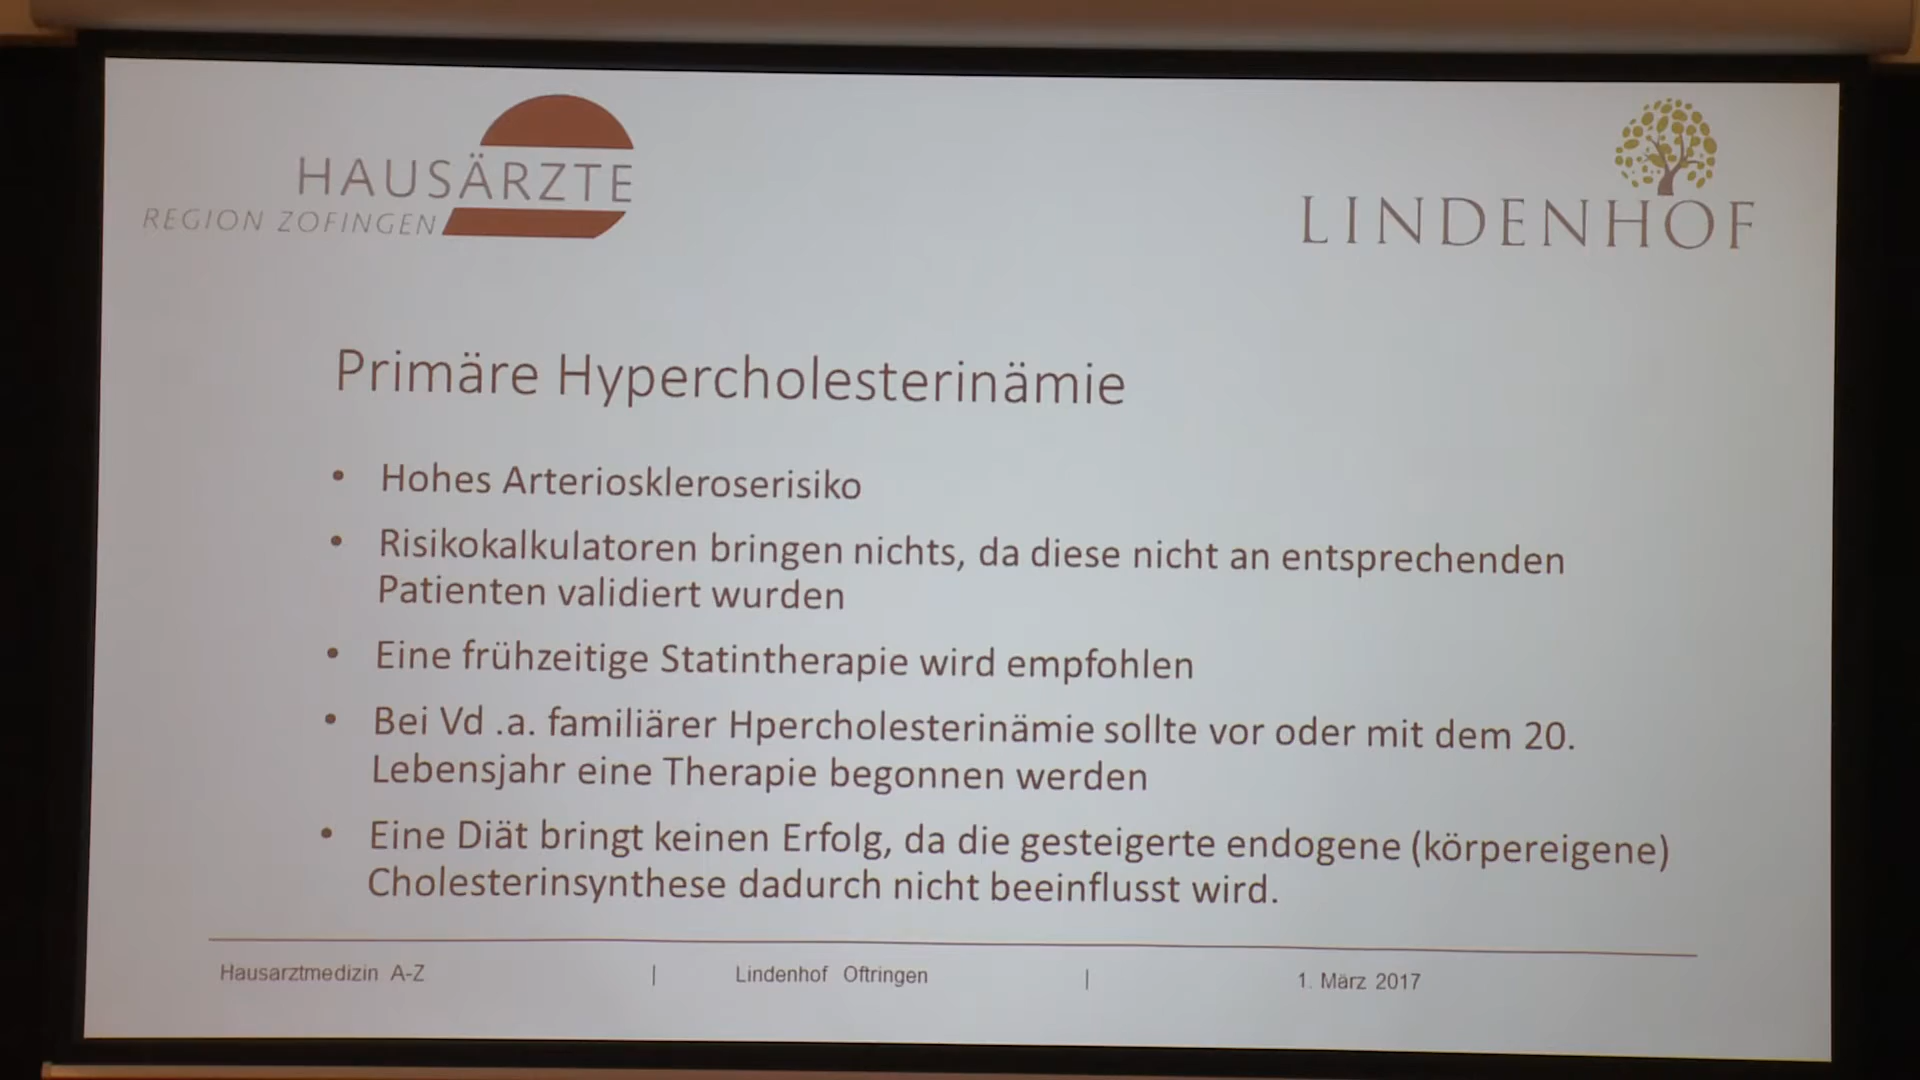 HAUSÄRZTE
REGION ZOFINGEN
LINDENHOF
Primäre Hypercholesterinämie
• Hohes Arterioskleroserisiko
• Risikokalkulatoren bringen nichts, da diese nicht an entsprechenden
Patienten validiert wurden
• Eine frühzeitige Statintherapie wird empfohlen
• Bei Vd .a. familiärer Hpercholesterinämie sollte vor oder mit dem 20.
Lebensjahr eine Therapie begonnen werden
• Eine Diät bringt keinen Erfolg, da die gesteigerte endogene (körpereigene)
Cholesterinsynthese dadurch nicht beeinflusst wird.
Hausarztmedizin A-Z | Lindenhof Oftringen | 1. März 2017